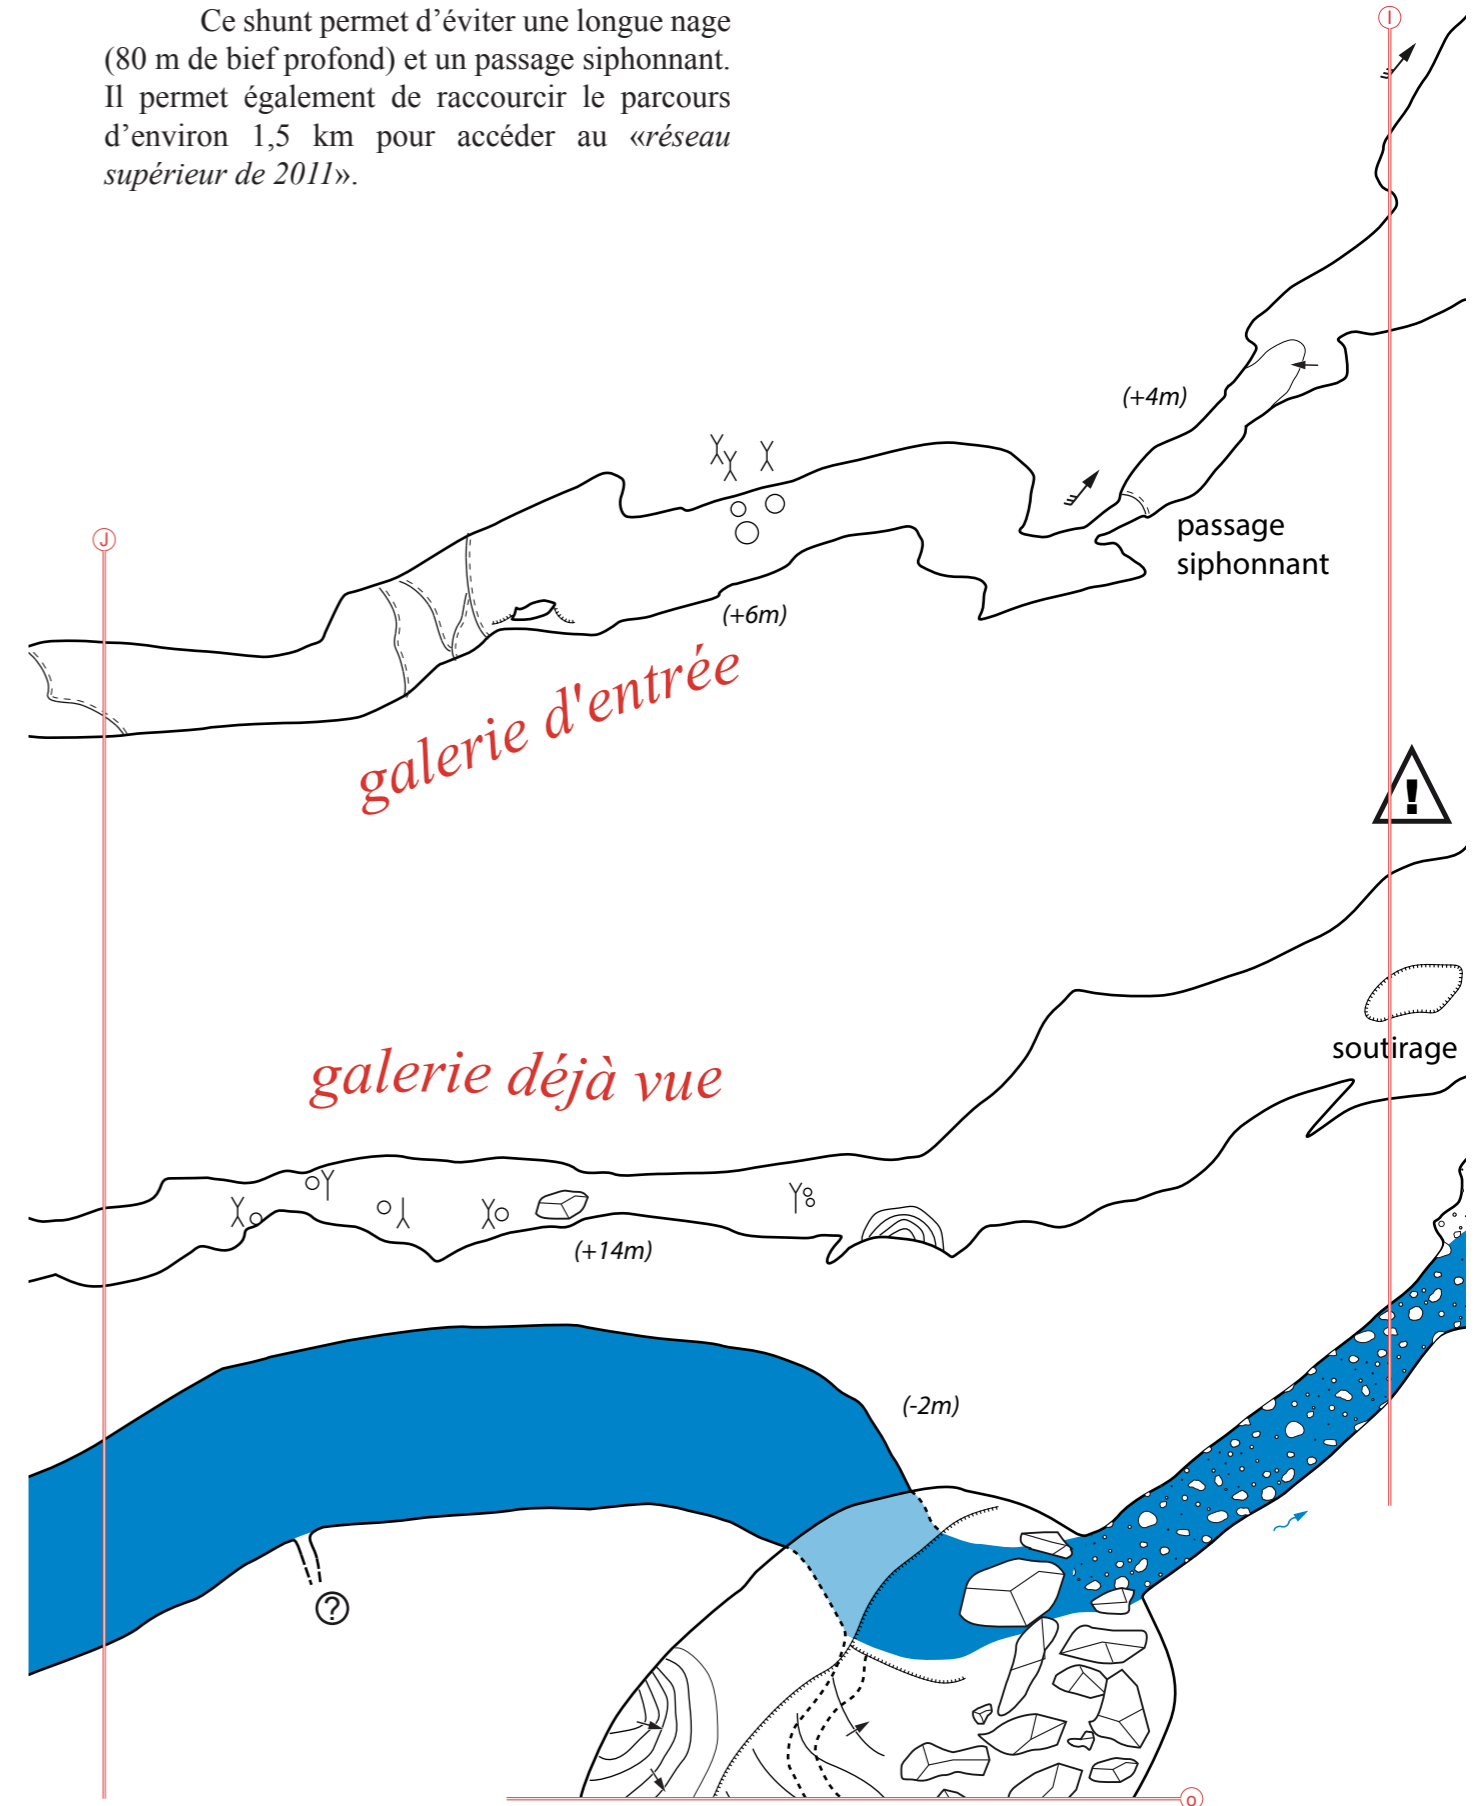 Ce shunt permet d’éviter une longue nage
(80 m de bief profond) et un passage siphonnant.
Il permet également de raccourcir le parcours
d’environ 1,5 km pour accéder au «réseau
supérieur de 2011».
I
(+4m)
passage
siphonnant
J
(+6m)
galerie d'entrée
!
soutirage
galerie déjà vue
(+14m)
(-2m)
?
o